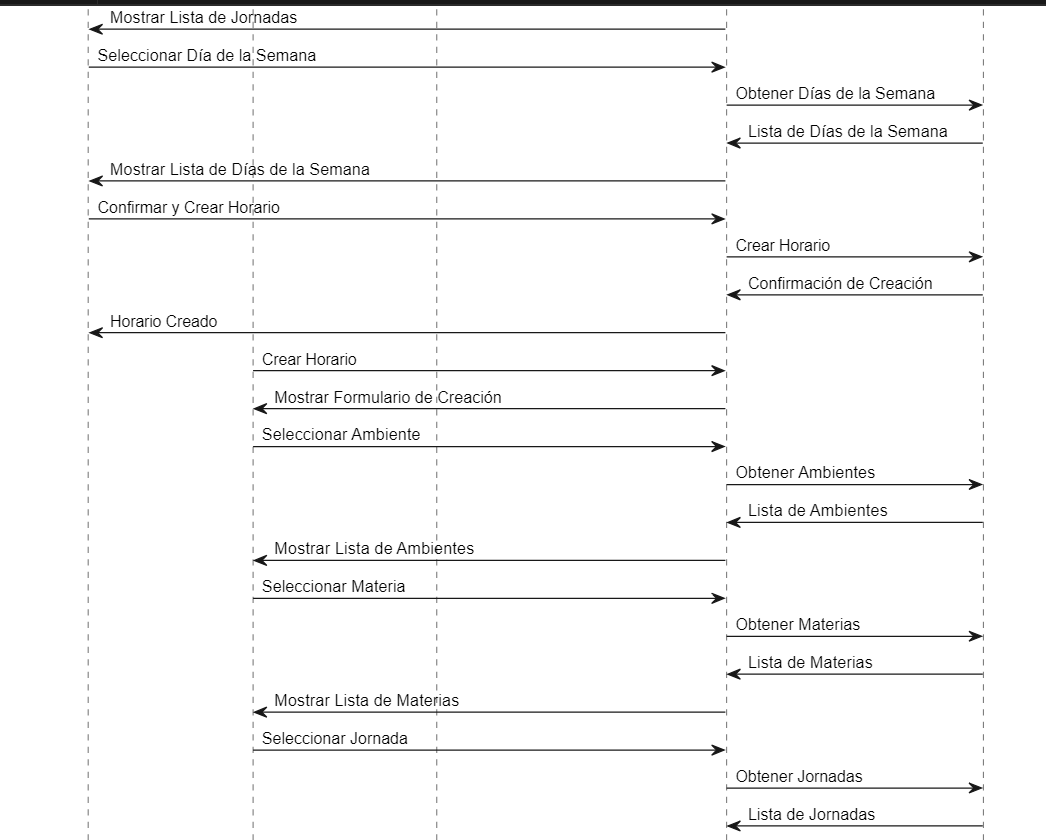 Mostrar Lista de Jornadas
Seleccionar Día de la Semana
Obtener Días de la Semana
Lista de Días de la Semana
Mostrar Lista de Días de la Semana
Confirmar y Crear Horario
Crear Horario
Confirmación de Creación
Horario Creado
Crear Horario
Mostrar Formulario de Creación
Seleccionar Ambiente
Obtener Ambientes
Lista de Ambientes
Mostrar Lista de Ambientes
Seleccionar Materia
Obtener Materias
Lista de Materias
Mostrar Lista de Materias
Seleccionar Jornada
Obtener Jornadas
Lista de Jornadas